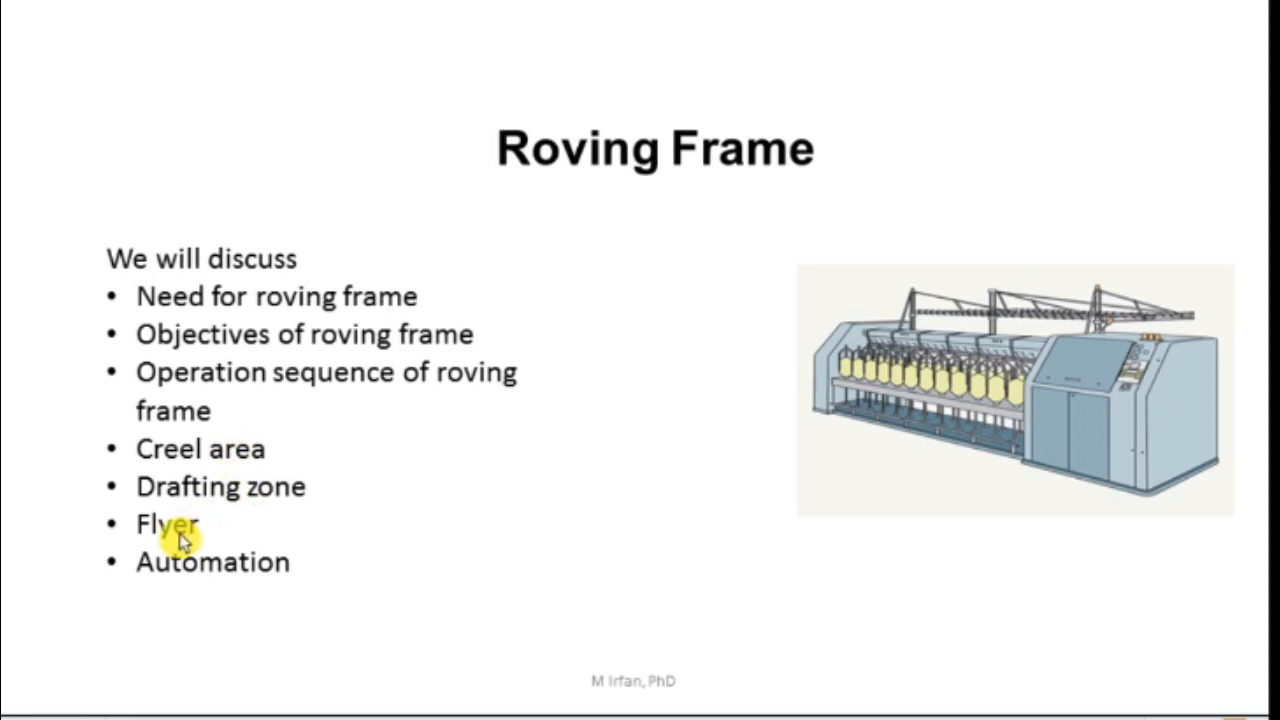 Roving Frame
We will discuss
• Need for roving frame
• Objectives of roving frame
• Operation sequence of roving
frame
• Creel area
• Drafting zone
• Flyer
• Automation
M Irfan, PhD